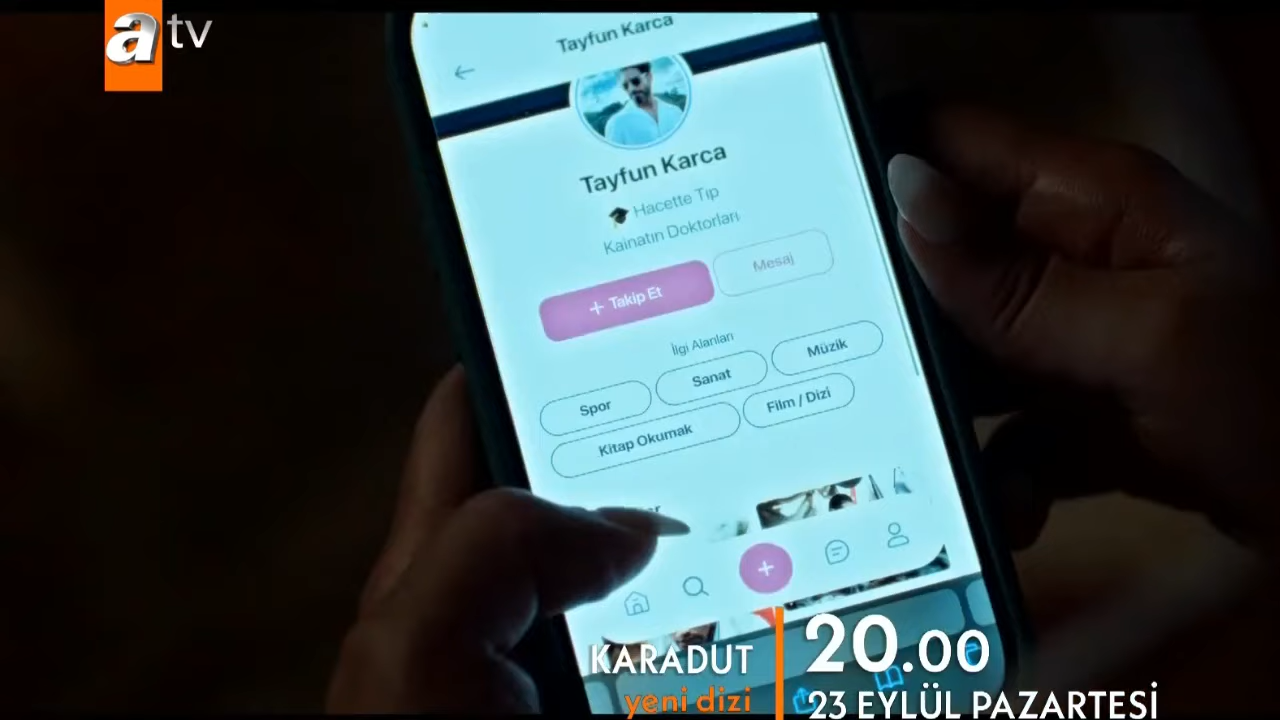 atv
Tayfun Karca
Tayfun Karca
Hacette Tıp
Kainatın Doktorları
+ Takip Et
Mesaj
İlgi Alanları
Spor
Sanat
Müzik
Kitap Okumak
Film / Dizi
KARADUT
yeni dizi
20.00
23 EYLÜL PAZARTESİ